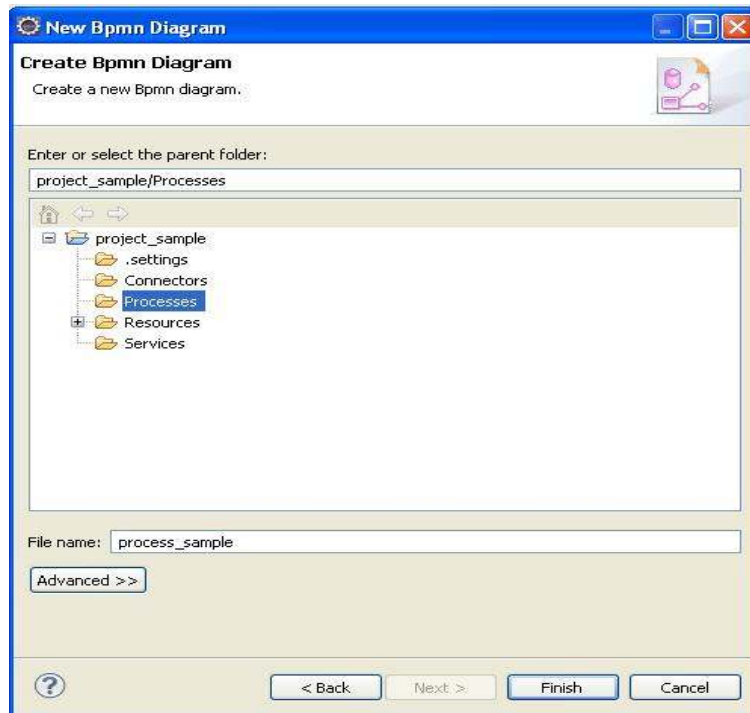 New Bpmn Diagram
Create Bpmn Diagram
Create a new Bpmn diagram.
Enter or select the parent folder:
project_sample/Processes
project_sample
.settings
Connectors
Processes
Resources
Services
File name: process_sample
Advanced >>
? < Back Next > Finish Cancel